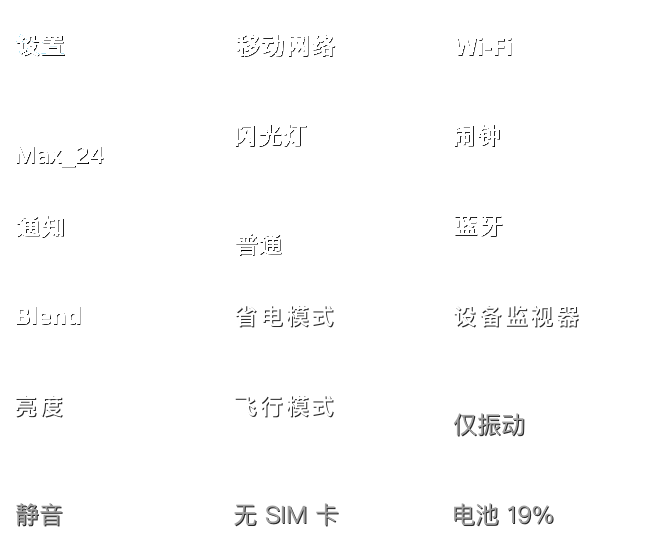 设置
移动网络
Wi-Fi
Max_24
闪光灯
闹钟
通知
普通
蓝牙
Blend
省电模式
设备监视器
亮度
飞行模式
仅振动
静音
无 SIM 卡
电池 19%